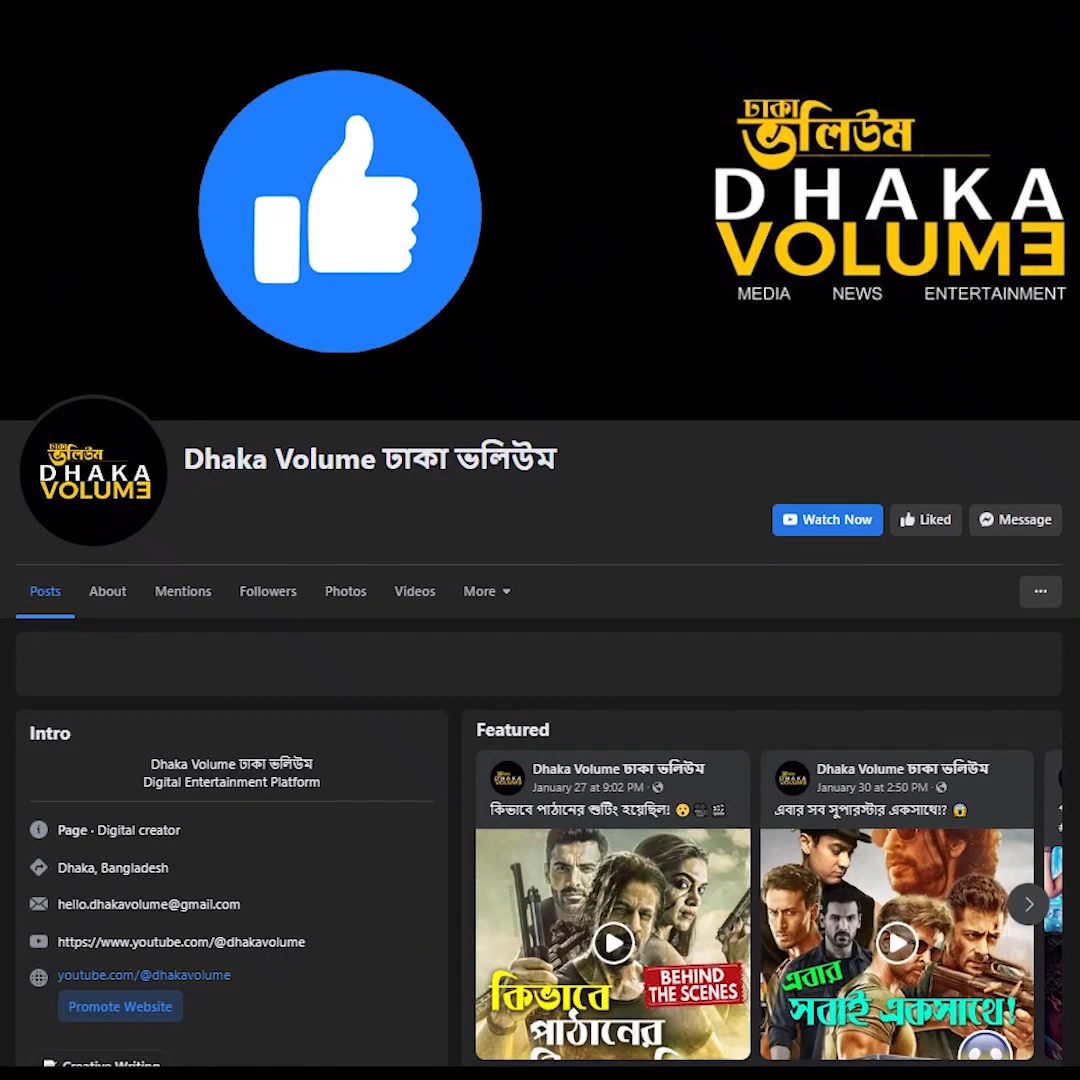 ঢাকা
ভলিউম
DHAKA
VOLUME
MEDIA NEWS ENTERTAINMENT
ঢাকা
ভলিউম
DHAKA
VOLUME
Dhaka Volume ঢাকা ভলিউম
Watch Now Liked Message
Posts About Mentions Followers Photos Videos More
Intro
Dhaka Volume ঢাকা ভলিউম
Digital Entertainment Platform
Page · Digital creator
Dhaka, Bangladesh
hello.dhakavolume@gmail.com
https://www.youtube.com/@dhakavolume
youtube.com/@dhakavolume
Promote Website
Creative Writing
Featured
Dhaka Volume ঢাকা ভলিউম
January 27 at 9:02 PM ·
কিভাবে পাঠানের শুটিং হয়েছিল! 😮🎥🎬
BEHIND
THE SCENES
কিভাবে
পাঠানের
Dhaka Volume ঢাকা ভলিউম
January 30 at 2:50 PM ·
এবার সব সুপারস্টার একসাথে!? 😱
এবার
সবাই একসাথে!